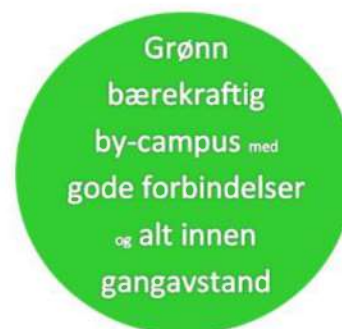 Grønn
bærekraftig
by-campus med
gode forbindelser
og alt innen
gangavstand